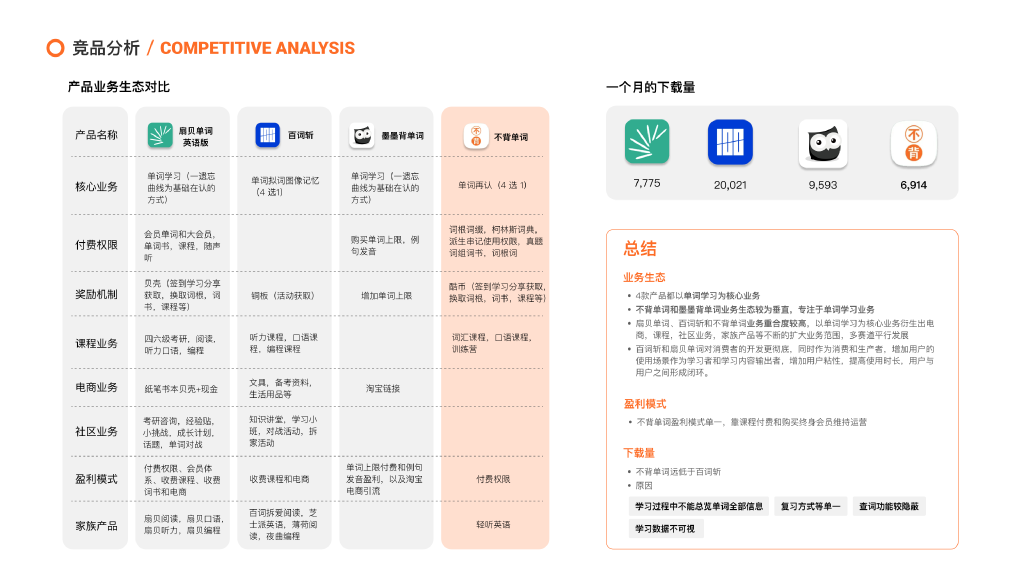 竞品分析 / COMPETITIVE ANALYSIS
产品业务生态对比
产品名称
扇贝单词
英语版
百词斩
墨墨背单词
不背
不背单词
核心业务
单词学习（一遗忘
曲线为基础在认的
方式）
单词拟词图像记忆
（4 选1）
单词学习（一遗忘
曲线为基础在认的
方式）
单词再认（4 选 1）
付费权限
会员单词和大会员，
单词书，课程，随声
听
购买单词上限，例
句发音
词根词缀，柯林斯词典，
派生串记使用权限，真题
词组词书，词根词
奖励机制
贝壳（签到学习分享
获取，换取词根，词
书，课程等）
铜板（活动获取）
增加单词上限
酷币（签到学习分享获取，
换取词根，词书，课程等）
课程业务
四六级考研，阅读，
听力口语，编程
听力课程，口语课
程，编程课程
词汇课程，口语课程，
训练营
电商业务
纸笔书本贝壳+现金
文具，备考资料，
生活用品等
淘宝链接
社区业务
考研咨询，经验贴，
小挑战，成长计划，
话题，单词对战
知识讲堂，学习小
班，对战活动，拆
家活动
盈利模式
付费权限、会员体
系、收费课程、收费
词书和电商
收费课程和电商
单词上限付费和例句
发音盈利，以及淘宝
电商引流
付费权限
家族产品
扇贝阅读，扇贝口语，
扇贝听力，扇贝编程
百词拆爱阅读，芝
士派英语，薄荷阅
读，夜曲编程
轻听英语
一个月的下载量
不背
7,775
20,021
9,593
6,914
总结
业务生态
• 4款产品都以单词学习为核心业务
• 不背单词和墨墨背单词业务生态较为垂直，专注于单词学习业务
• 扇贝单词、百词斩和不背单词业务重合度较高，以单词学习为核心业务衍生出电
商，课程，社区业务，家族产品等不断的扩大业务范围，多赛道平行发展
• 百词斩和扇贝单词对消费者的开发更彻底，同时作为消费和生产者，增加用户的
使用场景作为学习者和学习内容输出者，增加用户粘性，提高使用时长，用户与
用户之间形成闭环。
盈利模式
• 不背单词盈利模式单一，靠课程付费和购买终身会员维持运营
下载量
• 不背单词远低于百词斩
• 原因
学习过程中不能总览单词全部信息 复习方式等单一 查词功能较隐蔽
学习数据不可视